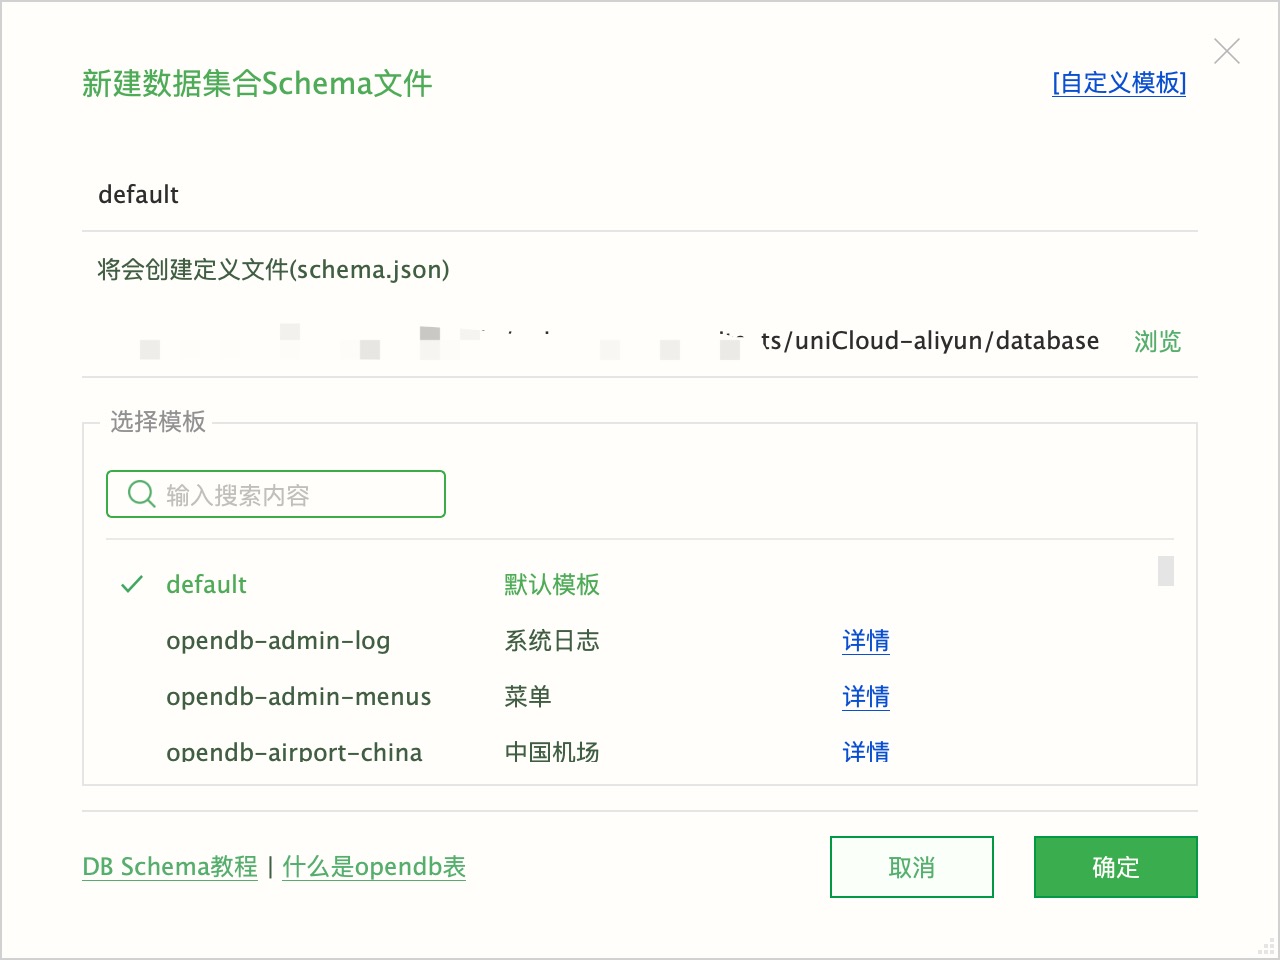 新建数据集合Schema文件
[自定义模板]
default
将会创建定义文件(schema.json)
ts/uniCloud-aliyun/database 浏览
选择模板
输入搜索内容
default 默认模板
opendb-admin-log 系统日志 详情
opendb-admin-menus 菜单 详情
opendb-airport-china 中国机场 详情
DB Schema教程 | 什么是opendb表
取消 确定